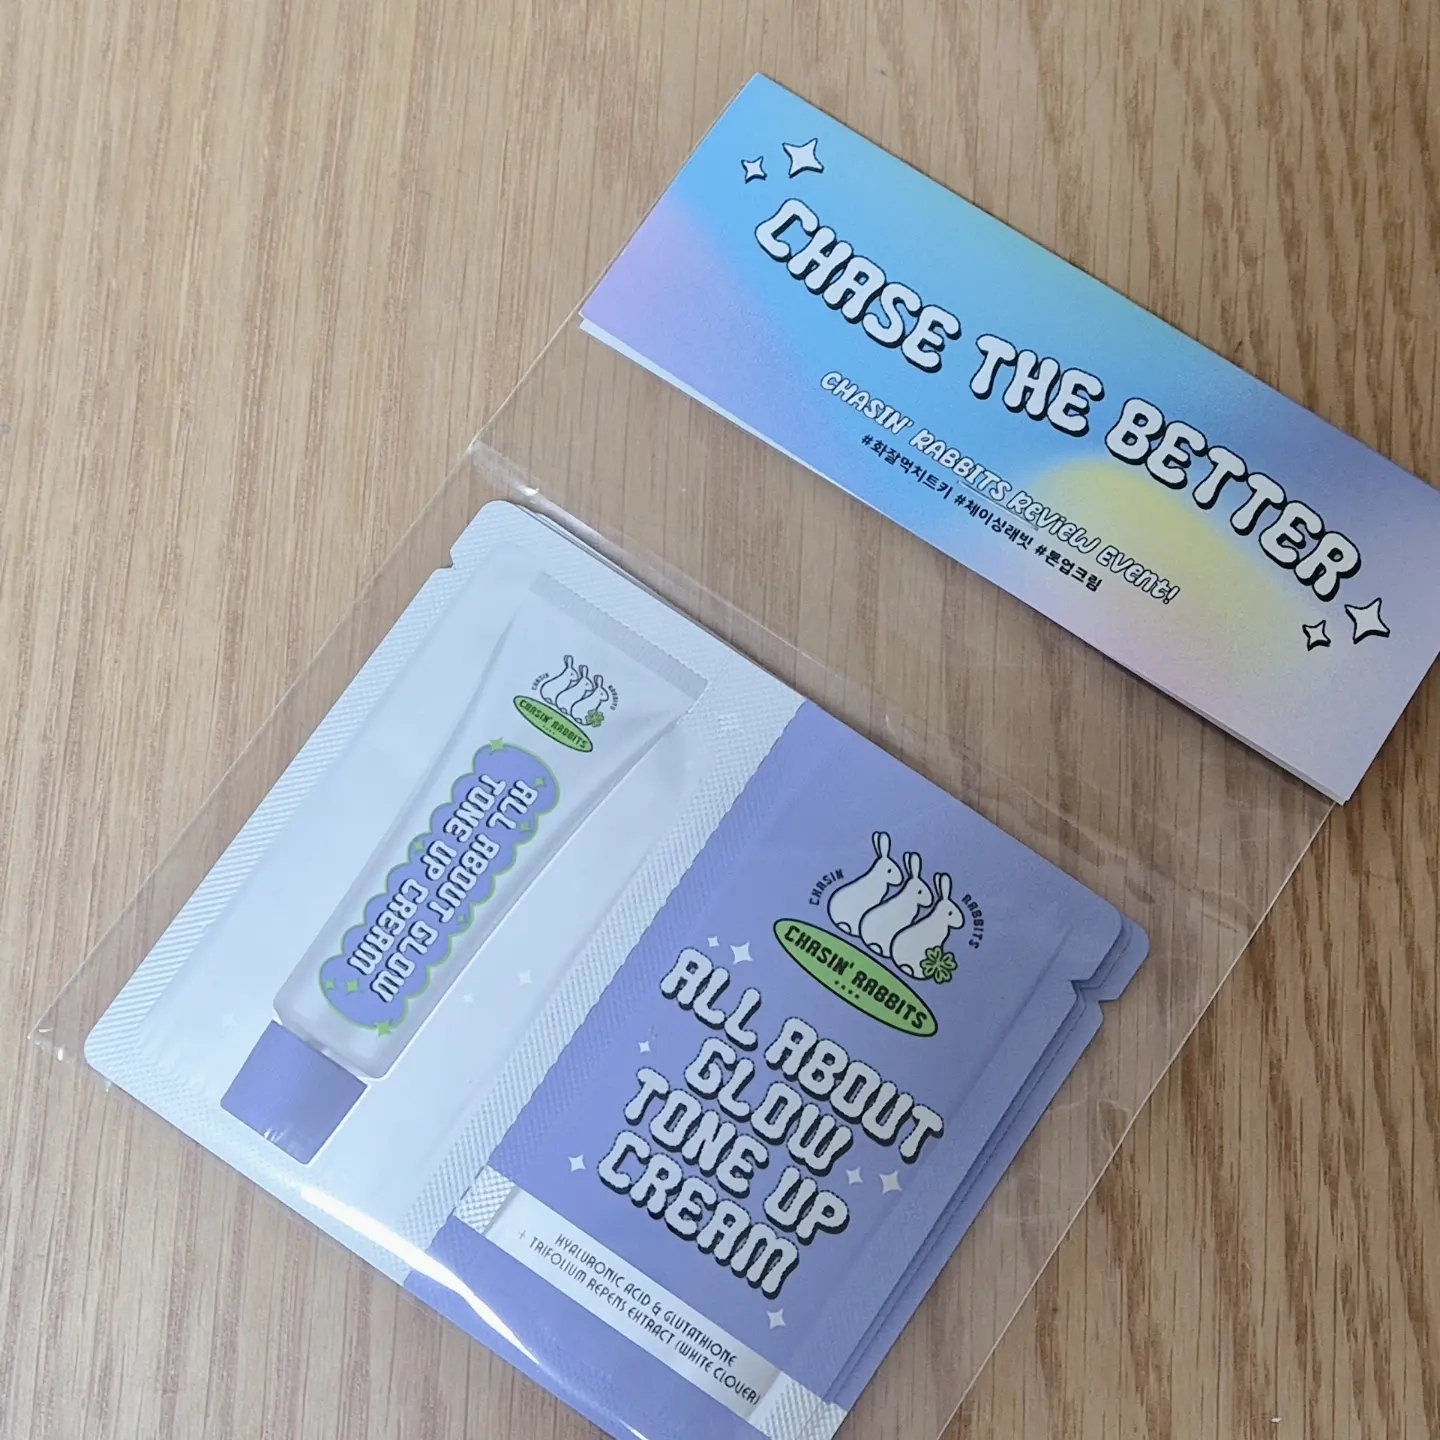 CHASE THE BETTER
CHASIN' RABBITS REVIEW EVENT!
#화잘먹치트키 #체이싱래빗 #톤업크림
CHASIN RABBITS
CHASIN' RABBITS
ALL ABOUT GLOW
TONE UP CREAM
CHASIN RABBITS
CHASIN' RABBITS
ALL ABOUT
GLOW
TONE UP
CREAM
HYALURONIC ACID & GLUTATHIONE
+ TRIFOLIUM REPENS EXTRACT (WHITE CLOVER)